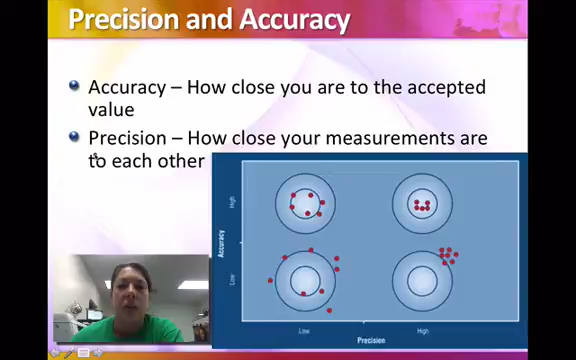 Precision and Accuracy
Accuracy – How close you are to the accepted
value
Precision – How close your measurements are
to each other
High
Accuracy
Low
Low
High
Precision